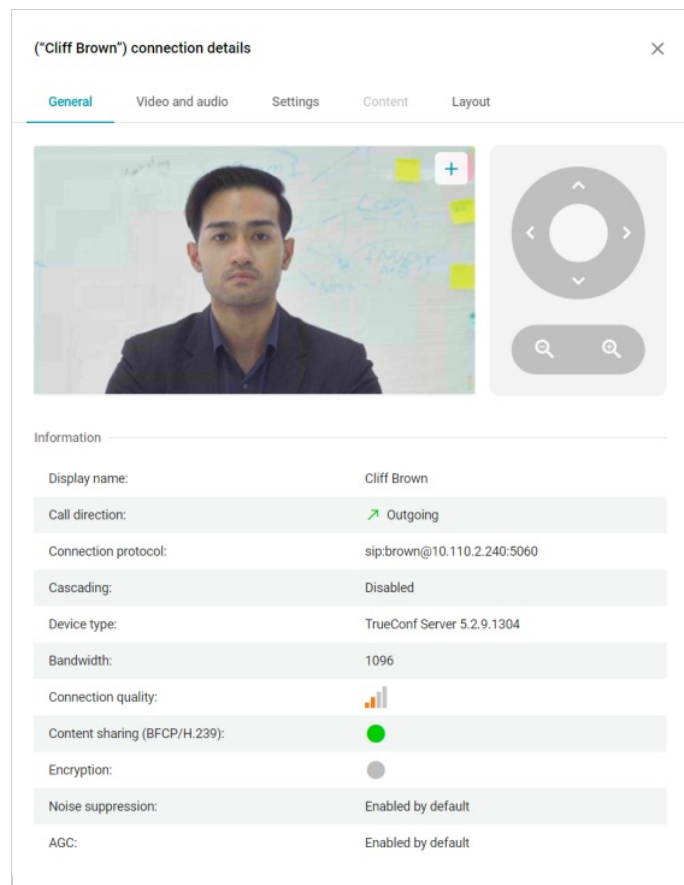 ("Cliff Brown") connection details
General Video and audio Settings Content Layout
Information
Display name: Cliff Brown
Call direction: Outgoing
Connection protocol: sip:brown@10.110.2.240:5060
Cascading: Disabled
Device type: TrueConf Server 5.2.9.1304
Bandwidth: 1096
Connection quality:
Content sharing (BFCP/H.239):
Encryption:
Noise suppression: Enabled by default
AGC: Enabled by default